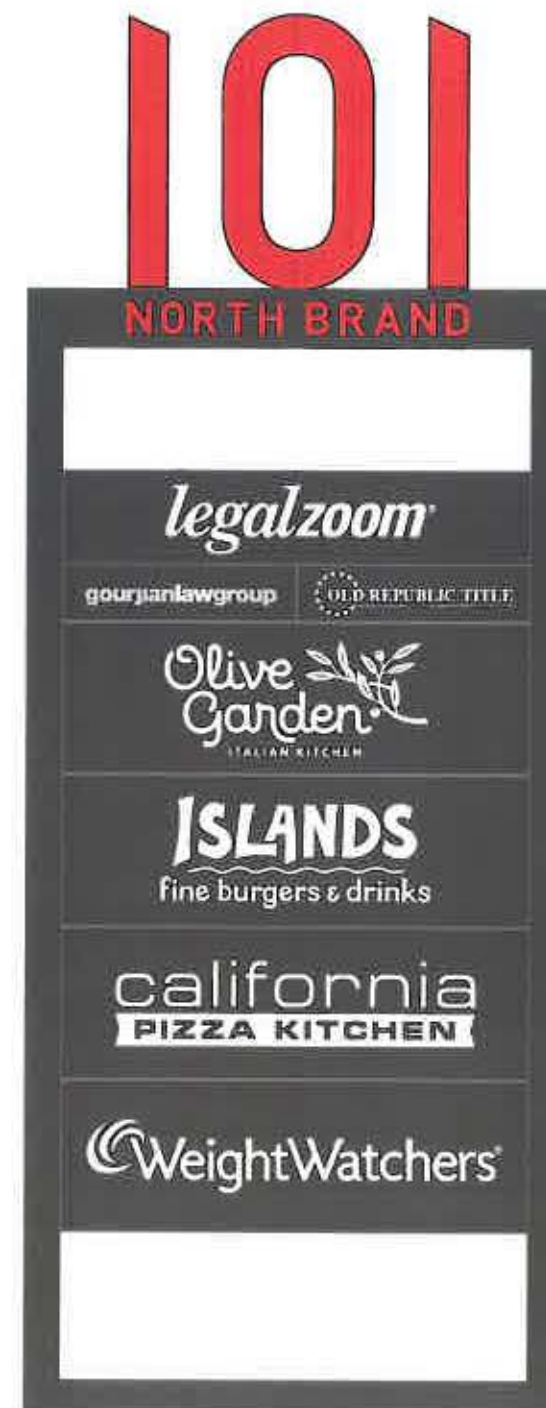 101
NORTH BRAND
legalzoom®
gourjianlawgroup
OLD REPUBLIC TITLE
Olive
Garden
ITALIAN KITCHEN
ISLANDS
fine burgers & drinks
california
PIZZA KITCHEN
WeightWatchers®